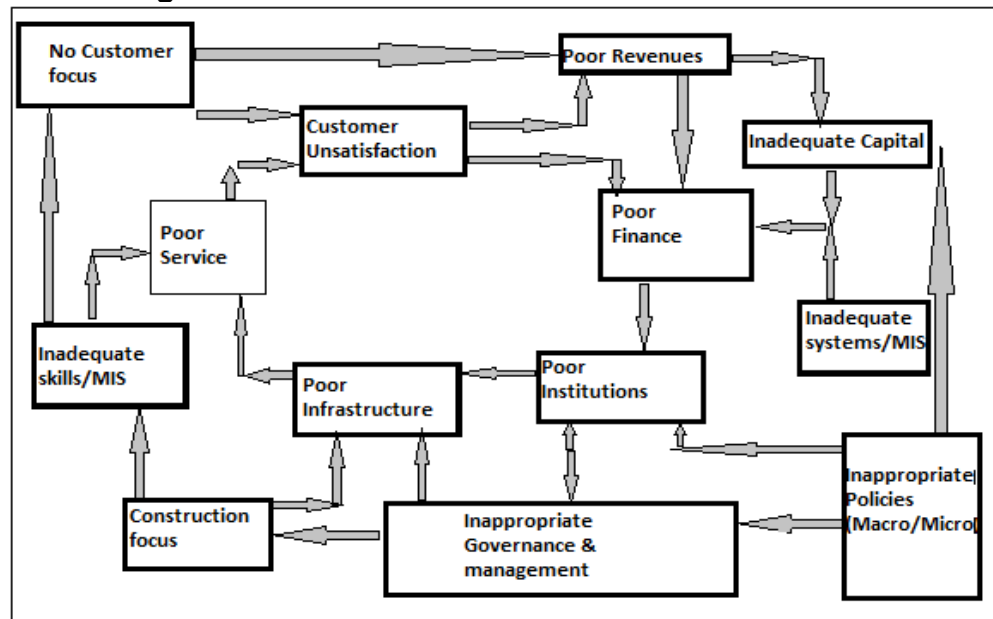 No Customer
focus
Poor Revenues
Customer
Unsatisfaction
Inadequate Capital
Poor
Service
Poor
Finance
Inadequate
systems/MIS
Inadequate
skills/MIS
Poor
Infrastructure
Poor
Institutions
Inappropriate
Policies
(Macro/Micro
Construction
focus
Inappropriate
Governance &
management